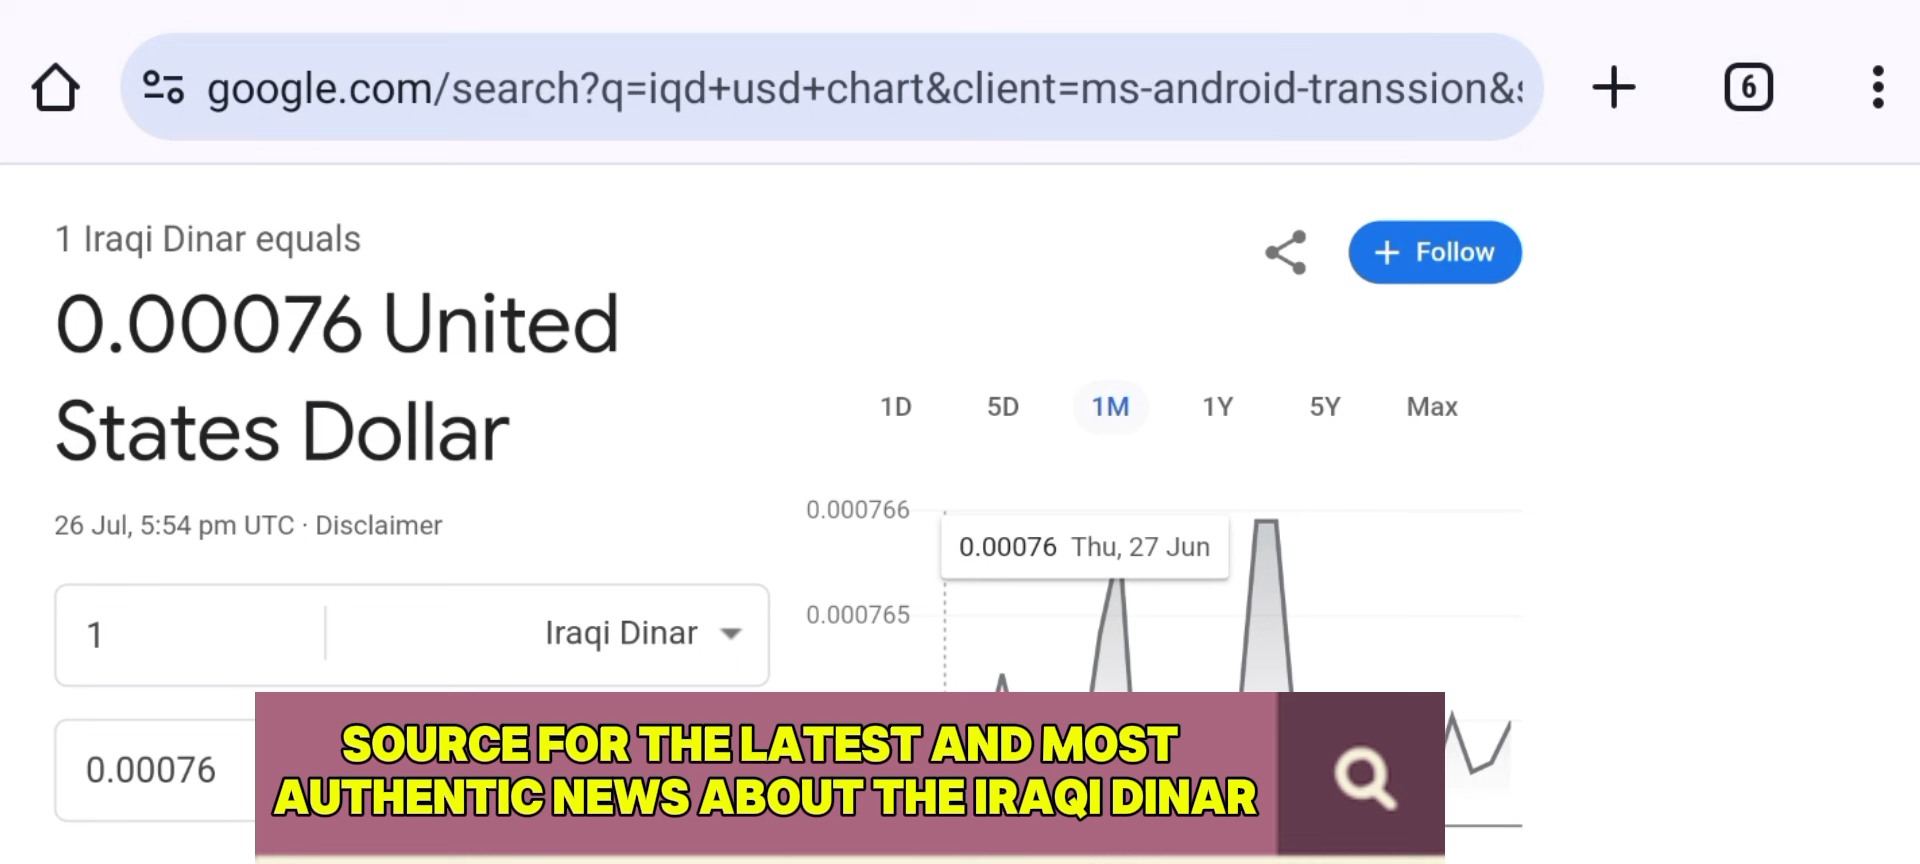 google.com/search?q=iqd+usd+chart&client=ms-android-transsion&s
6
1 Iraqi Dinar equals
0.00076 United
States Dollar
26 Jul, 5:54 pm UTC · Disclaimer
1
Iraqi Dinar
0.00076
+ Follow
1D 5D 1M 1Y 5Y Max
0.000766
0.00076 Thu, 27 Jun
0.000765
SOURCE FOR THE LATEST AND MOST
AUTHENTIC NEWS ABOUT THE IRAQI DINAR